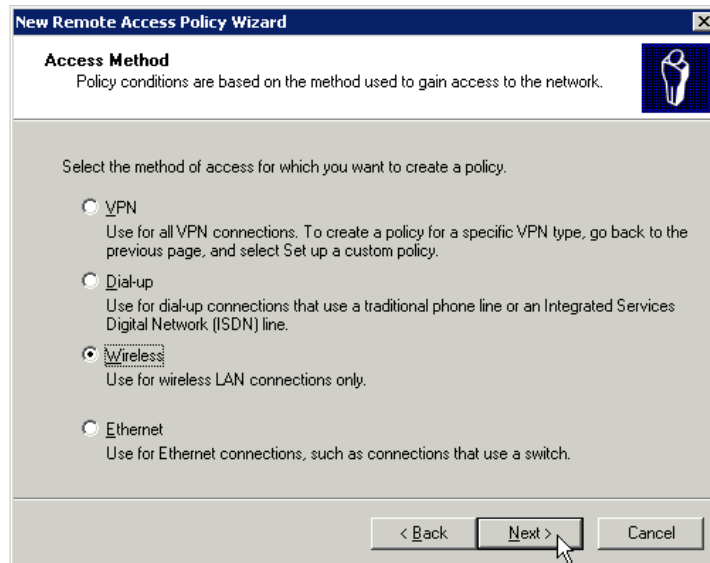 New Remote Access Policy Wizard
Access Method
Policy conditions are based on the method used to gain access to the network.
Select the method of access for which you want to create a policy.
VPN
Use for all VPN connections. To create a policy for a specific VPN type, go back to the
previous page, and select Set up a custom policy.
Dial-up
Use for dial-up connections that use a traditional phone line or an Integrated Services
Digital Network (ISDN) line.
Wireless
Use for wireless LAN connections only.
Ethernet
Use for Ethernet connections, such as connections that use a switch.
< Back Next > Cancel